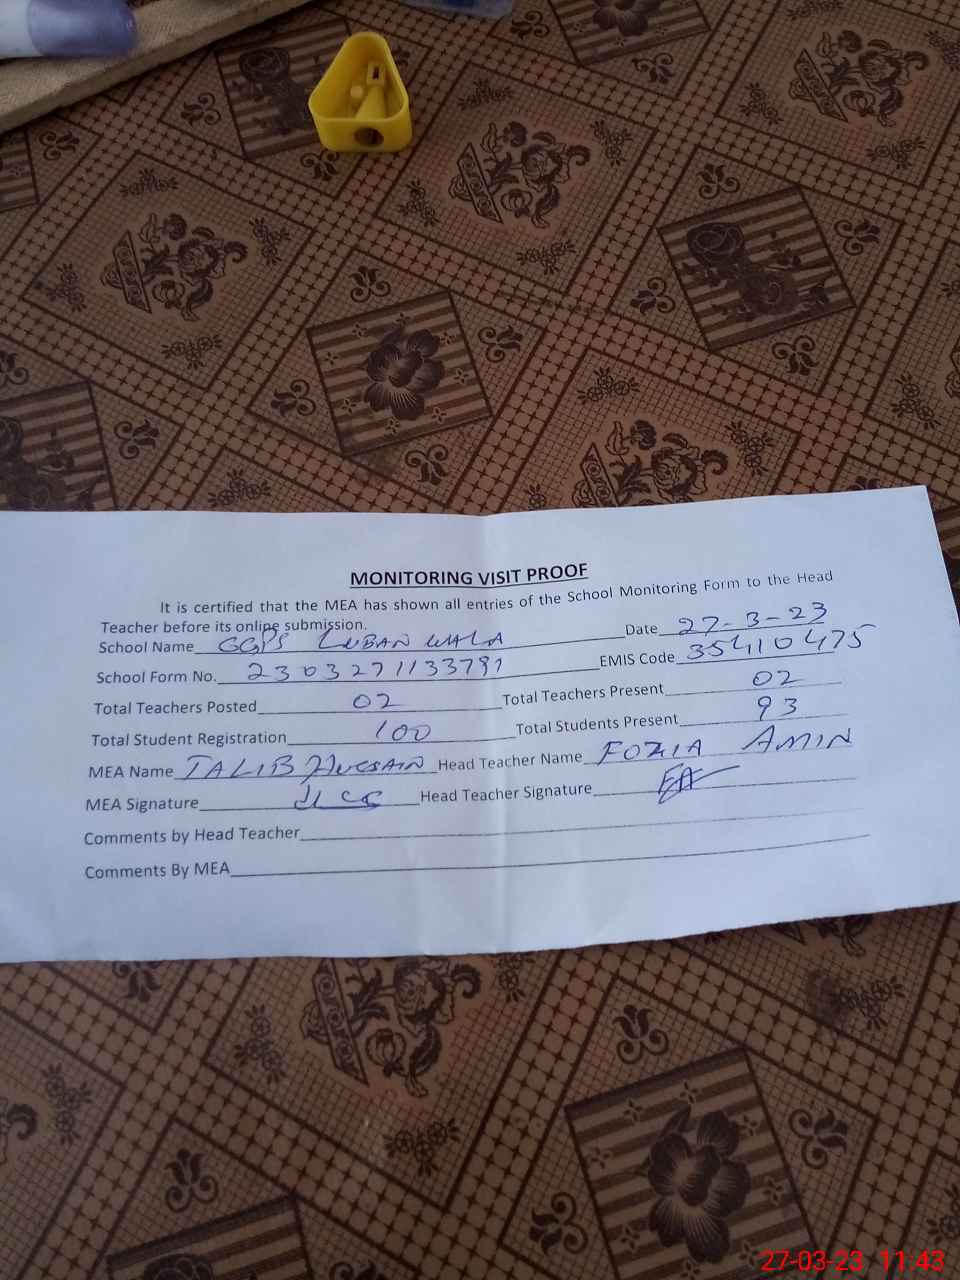 MONITORING VISIT PROOF
It is certified that the MEA has shown all entries of the School Monitoring Form to the Head
Teacher before its online submission.
School Name GGPS LUBAN WALA Date 27-3-23
School Form No. 2303271133791 EMIS Code 35410475
Total Teachers Posted 02 Total Teachers Present 02
Total Student Registration 100 Total Students Present 93
MEA Name TALIB HUSSAIN Head Teacher Name FOZIA AMIN
MEA Signature Head Teacher Signature
Comments by Head Teacher
Comments By MEA
27-03-23 11:43